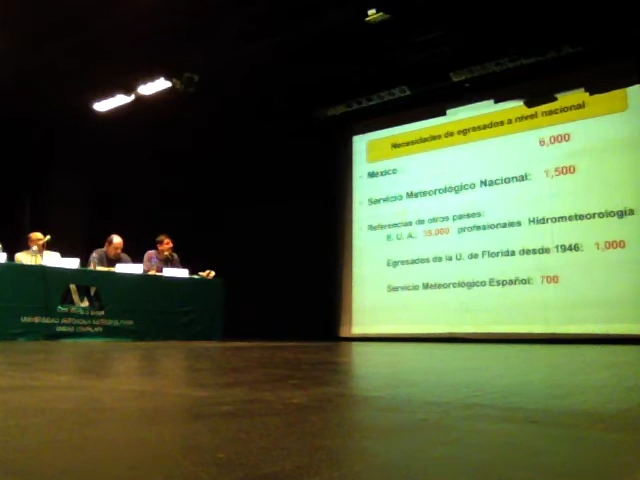 Necesidades de egresados a nivel nacional
México 6,000
Servicio Meteorológico Nacional: 1,500
Referencias de otros países:
E. U. A. 35,000 profesionales Hidrometeorología
Egresados de la U. de Florida desde 1946: 1,000
Servicio Meteorológico Español: 700
UNIVERSIDAD AUTÓNOMA METROPOLITANA